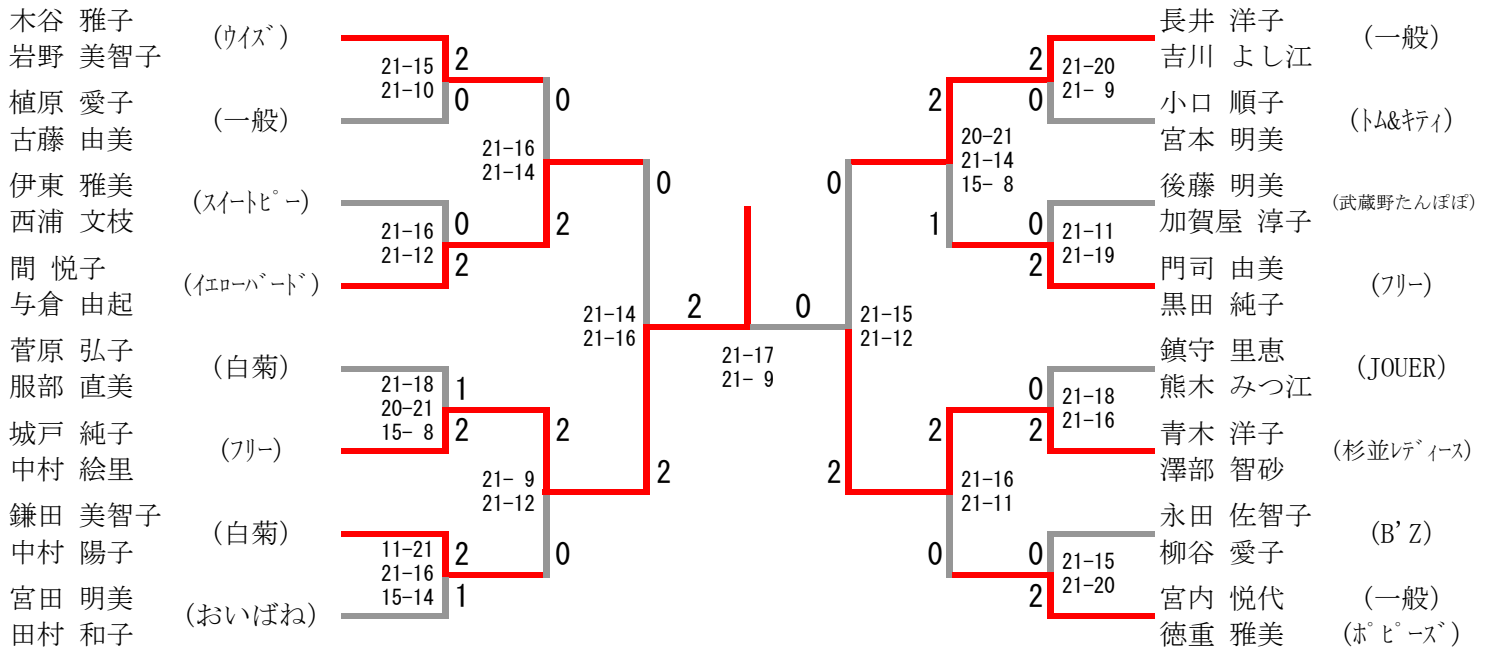 木谷 雅子
岩野 美智子
(ウイズ)
植原 愛子
古藤 由美
(一般)
伊東 雅美
西浦 文枝
(スイートピー)
間 悦子
与倉 由起
(イエローバード)
菅原 弘子
服部 直美
(白菊)
城戸 純子
中村 絵里
(フリー)
鎌田 美智子
中村 陽子
(白菊)
宮田 明美
田村 和子
(おいばね)
21-15
21-10
2
0
21-16
21-12
0
2
21-18
20-21
15- 8
1
2
11-21
21-16
15-14
2
1
21-16
21-14
0
2
21- 9
21-12
2
0
21-14
21-16
0
2
2
0
21-17
21- 9
21-15
21-12
0
2
20-21
21-14
15- 8
2
1
21-16
21-11
2
0
21-20
21- 9
2
0
21-11
21-19
0
2
21-18
21-16
0
2
21-15
21-20
0
2
長井 洋子
吉川 よし江
(一般)
小口 順子
宮本 明美
(トム&キティ)
後藤 明美
加賀屋 淳子
(武蔵野たんぽぽ)
門司 由美
黒田 純子
(フリー)
鎮守 里恵
熊木 みつ江
(JOUER)
青木 洋子
澤部 智砂
(杉並レディース)
永田 佐智子
柳谷 愛子
(B'Z)
宮内 悦代
徳重 雅美
(一般)
(ポピーズ)